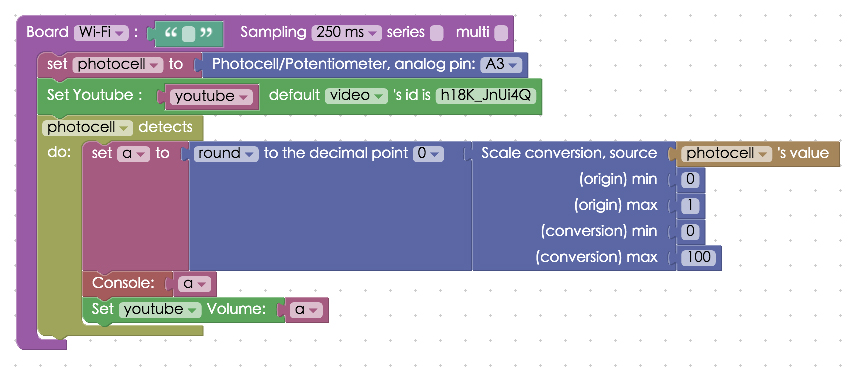 Board Wi-Fi : “ ” Sampling 250 ms series multi
set photocell to Photocell/Potentiometer, analog pin: A3
Set Youtube : youtube default video 's id is h18K_JnUi4Q
photocell detects
do: set a to round to the decimal point 0 Scale conversion, source photocell 's value
(origin) min 0
(origin) max 1
(conversion) min 0
(conversion) max 100
Console: a
Set youtube Volume: a